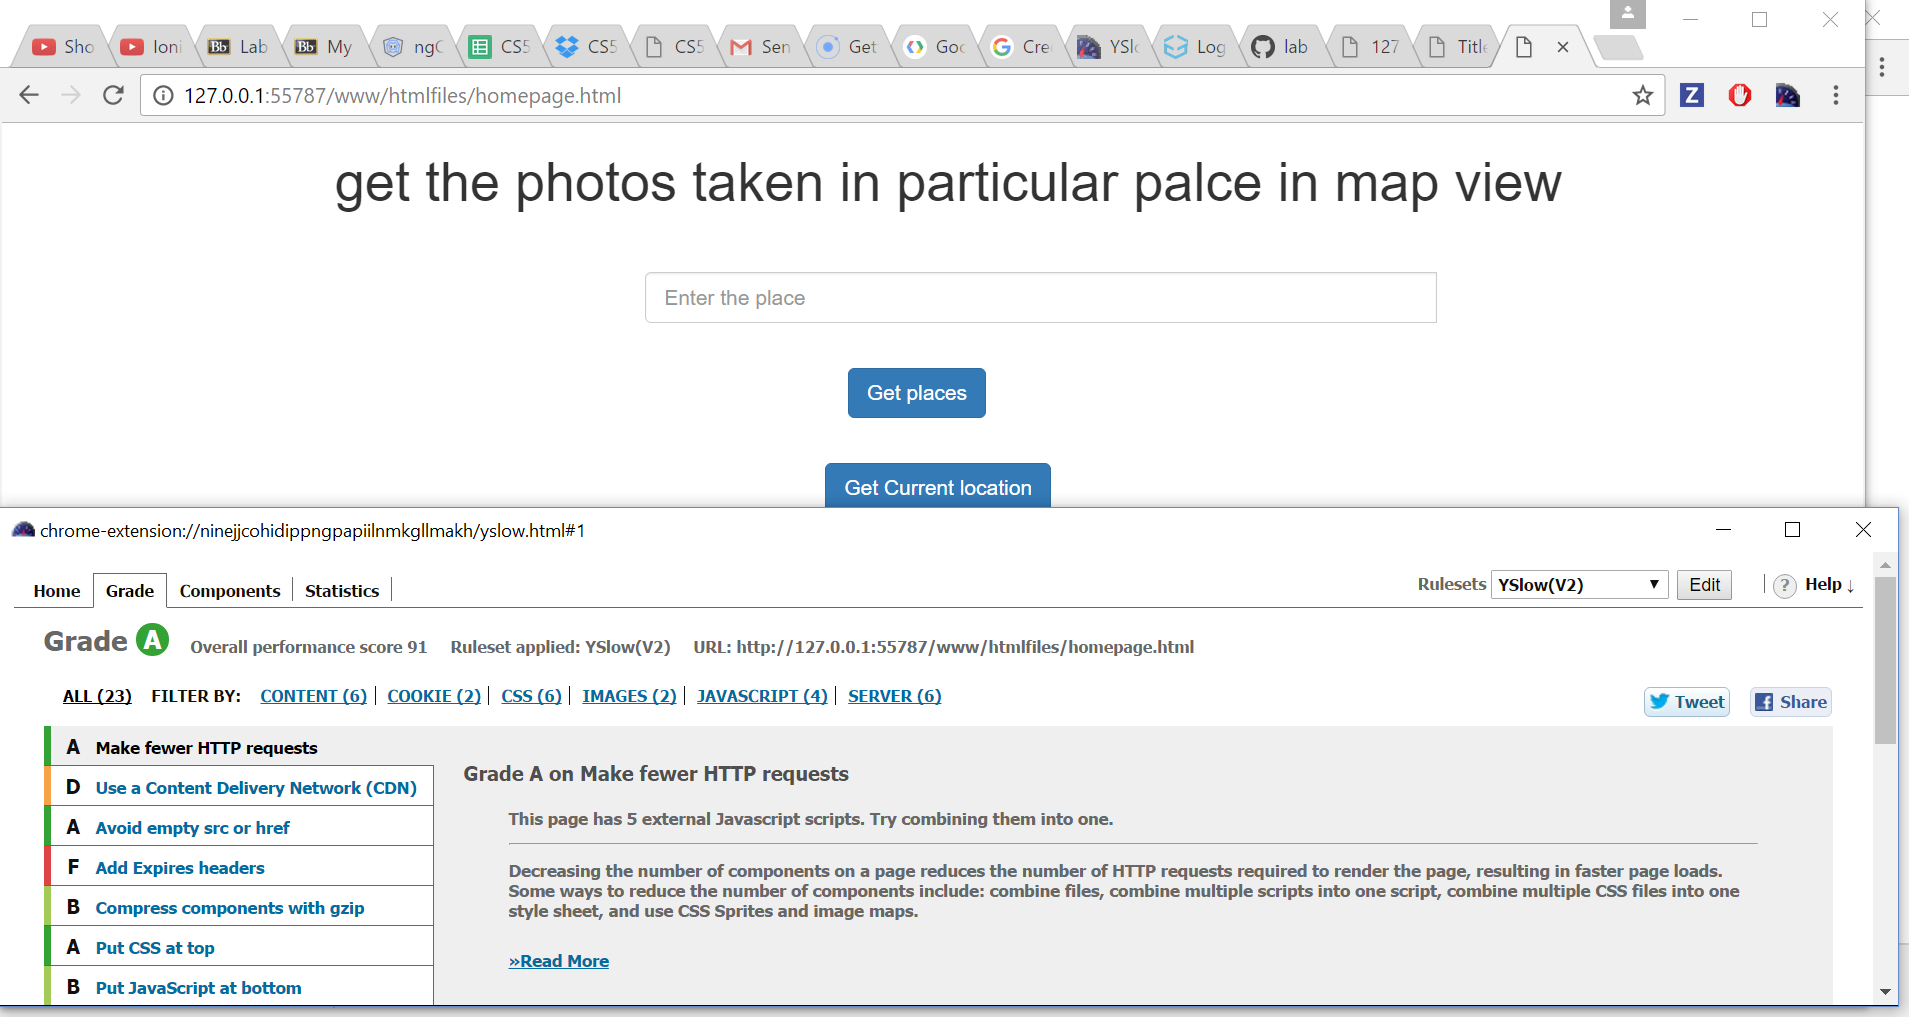 Sho Ioni Lab My ngC CS5 CS5 CS5 Sen Get Goo Cre YSlo Log lab 127 Title
127.0.0.1:55787/www/htmlfiles/homepage.html
get the photos taken in particular palce in map view
Enter the place
Get places
Get Current location
chrome-extension://ninejjcohidippngpapiilnmkgllmakh/yslow.html#1
Home Grade Components Statistics Rulesets YSlow(V2) Edit ? Help ↓
Grade A Overall performance score 91 Ruleset applied: YSlow(V2) URL: http://127.0.0.1:55787/www/htmlfiles/homepage.html
ALL (23) FILTER BY: CONTENT (6) COOKIE (2) CSS (6) IMAGES (2) JAVASCRIPT (4) SERVER (6)
Tweet Share
A Make fewer HTTP requests
D Use a Content Delivery Network (CDN)
A Avoid empty src or href
F Add Expires headers
B Compress components with gzip
A Put CSS at top
B Put JavaScript at bottom
Grade A on Make fewer HTTP requests
This page has 5 external Javascript scripts. Try combining them into one.
Decreasing the number of components on a page reduces the number of HTTP requests required to render the page, resulting in faster page loads.
Some ways to reduce the number of components include: combine files, combine multiple scripts into one script, combine multiple CSS files into one
style sheet, and use CSS Sprites and image maps.
»Read More